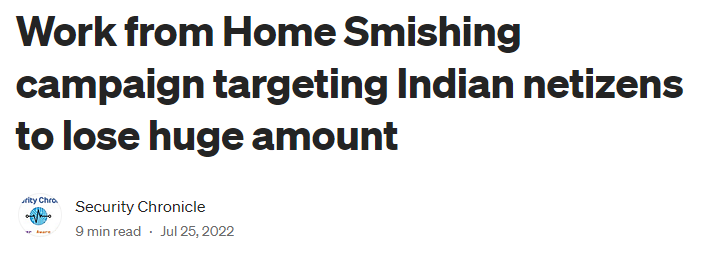 Work from Home Smishing
campaign targeting Indian netizens
to lose huge amount
Security Chronicle
9 min read · Jul 25, 2022